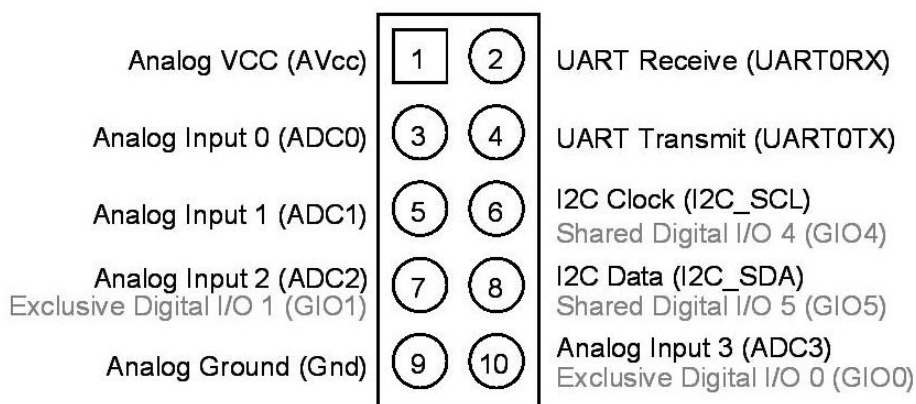 Analog VCC (AVcc) 1 2 UART Receive (UART0RX)
Analog Input 0 (ADC0) 3 4 UART Transmit (UART0TX)
Analog Input 1 (ADC1) 5 6 I2C Clock (I2C_SCL)
Shared Digital I/O 4 (GIO4)
Analog Input 2 (ADC2) 7 8 I2C Data (I2C_SDA)
Exclusive Digital I/O 1 (GIO1) Shared Digital I/O 5 (GIO5)
Analog Ground (Gnd) 9 10 Analog Input 3 (ADC3)
Exclusive Digital I/O 0 (GIO0)